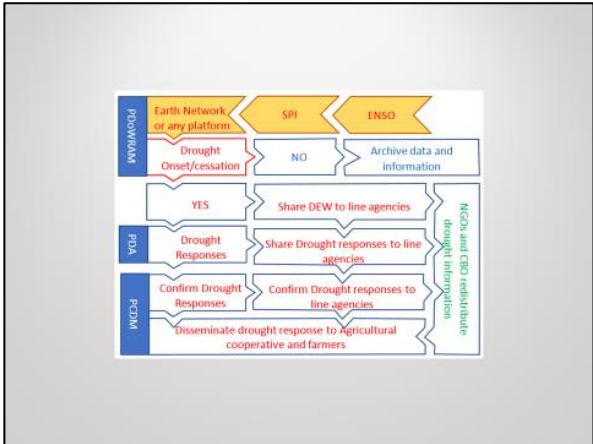 PDoWRAM
Earth Network
or any platform
SPI
ENSO
Drought
Onset/cessation
NO
Archive data and
information
YES
Share DEW to line agencies
PDA
Drought
Responses
Share Drought responses to line
agencies
PCDM
Confirm Drought
Responses
Confirm Drought responses to
line agencies
Disseminate drought response to Agricultural
cooperative and farmers
NGOs and CBO redistribute
drought information